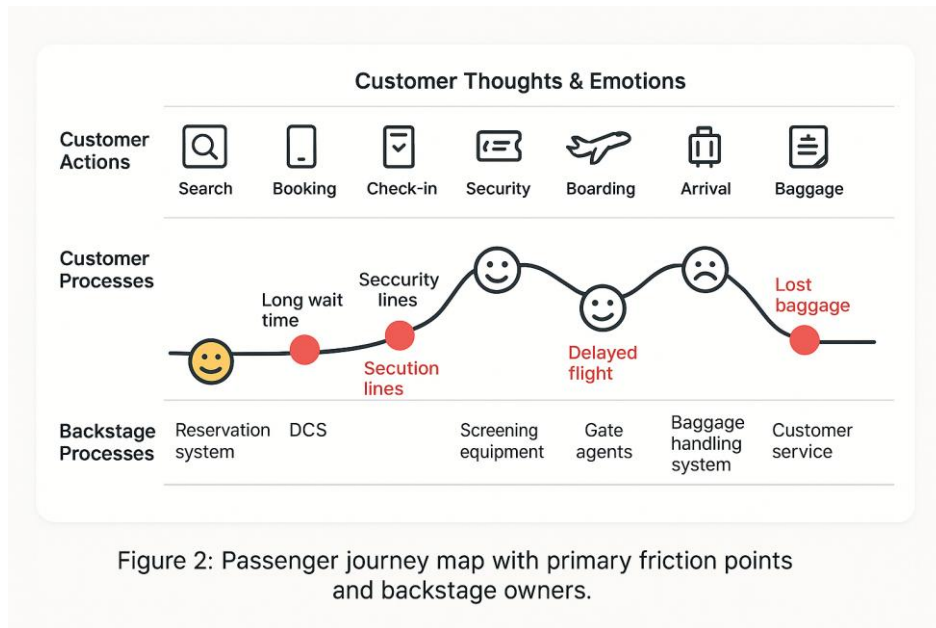 Customer Thoughts & Emotions
Customer
Actions
Search
Booking
Check-in
Security
Boarding
Arrival
Baggage
Customer
Processes
Long wait
time
Seccurity
lines
Secution
lines
Delayed
flight
Lost
baggage
Backstage
Processes
Reservation
system
DCS
Screening
equipment
Gate
agents
Baggage
handling
system
Customer
service
Figure 2: Passenger journey map with primary friction points
and backstage owners.